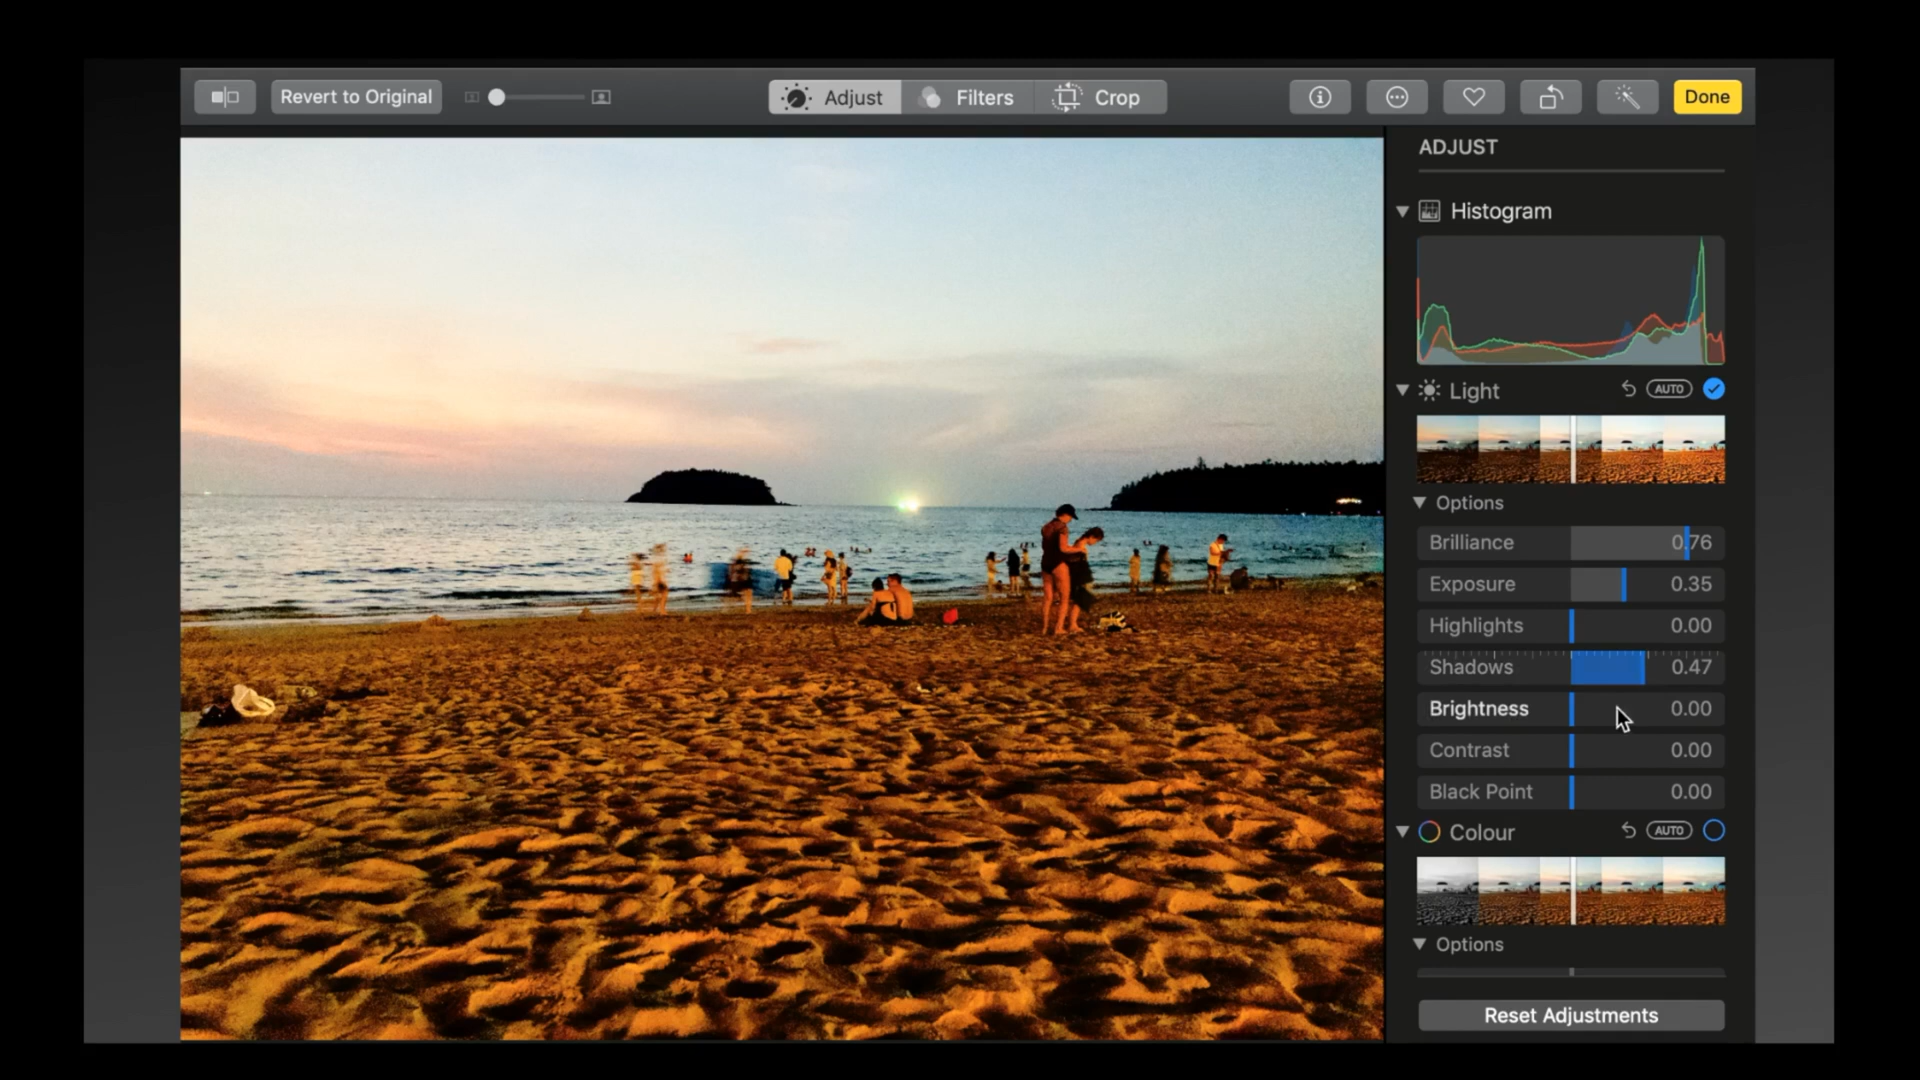 Revert to Original
Adjust
Filters
Crop
Done
ADJUST
Histogram
Light
AUTO
Options
Brilliance 0.76
Exposure 0.35
Highlights 0.00
Shadows 0.47
Brightness 0.00
Contrast 0.00
Black Point 0.00
Colour
AUTO
Options
Reset Adjustments